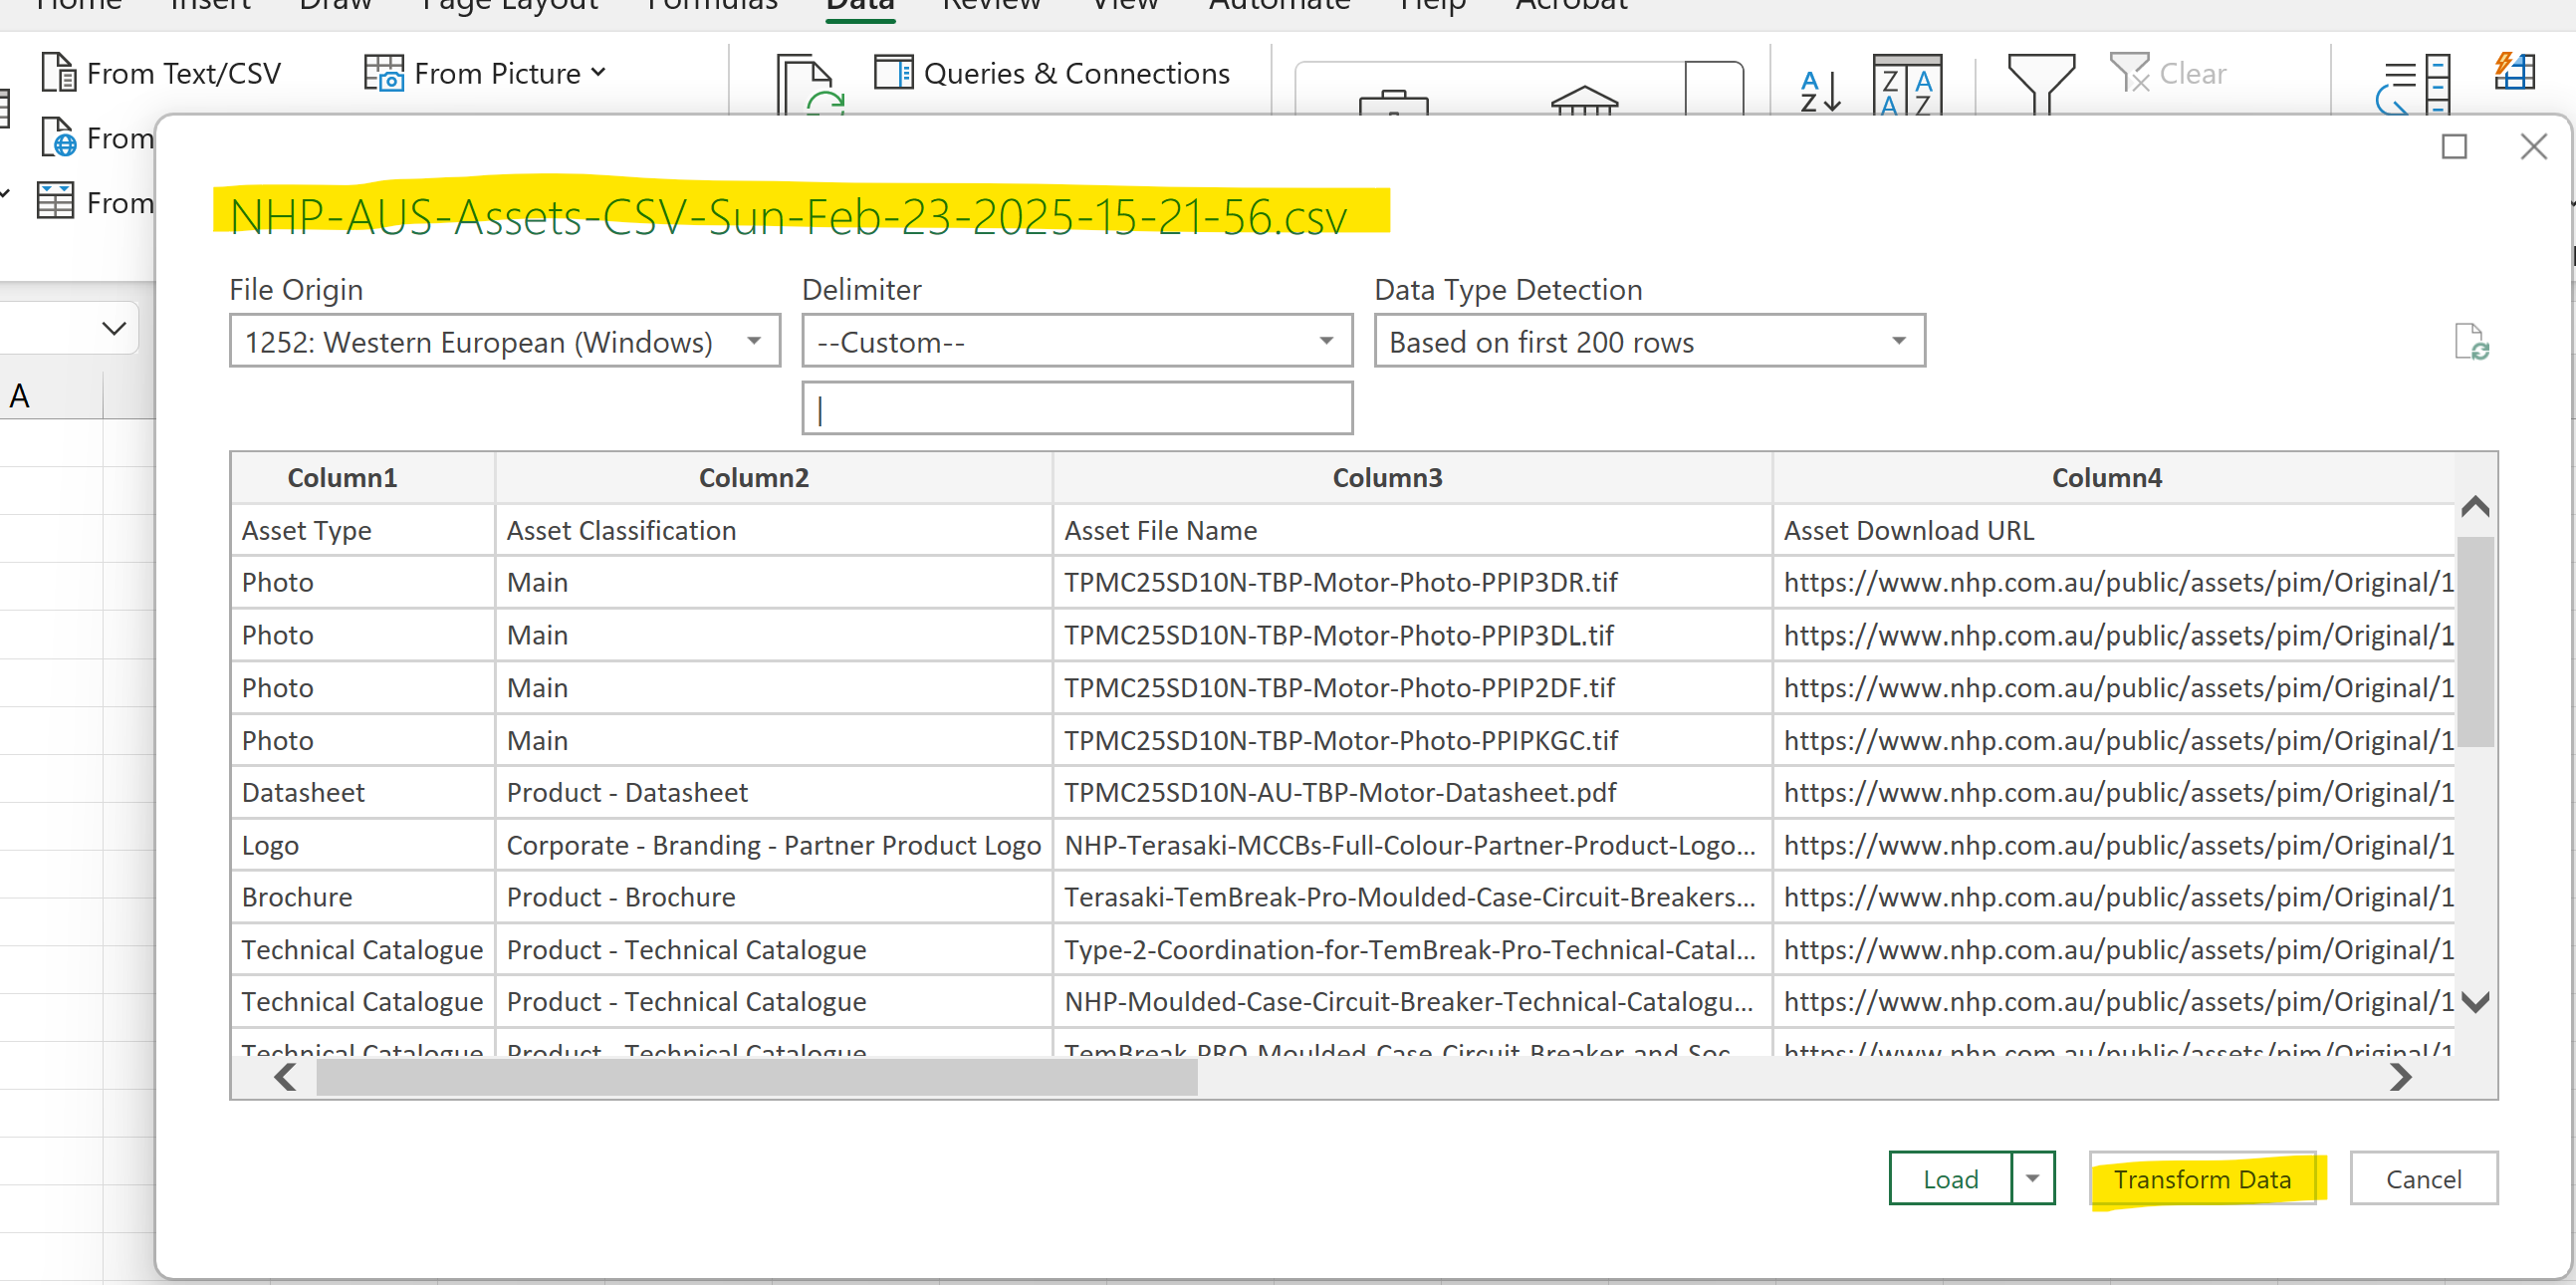 Home Insert Draw Page Layout Formulas Data Review View Automate Help Acrobat
From Text/CSV From Picture Queries & Connections Clear
From
From
A Z Z A A Z
NHP-AUS-Assets-CSV-Sun-Feb-23-2025-15-21-56.csv
File Origin Delimiter Data Type Detection
1252: Western European (Windows) --Custom-- Based on first 200 rows
|
A
Column1 Column2 Column3 Column4
Asset Type Asset Classification Asset File Name Asset Download URL
Photo Main TPMC25SD10N-TBP-Motor-Photo-PPIP3DR.tif https://www.nhp.com.au/public/assets/pim/Original/1
Photo Main TPMC25SD10N-TBP-Motor-Photo-PPIP3DL.tif https://www.nhp.com.au/public/assets/pim/Original/1
Photo Main TPMC25SD10N-TBP-Motor-Photo-PPIP2DF.tif https://www.nhp.com.au/public/assets/pim/Original/1
Photo Main TPMC25SD10N-TBP-Motor-Photo-PPIPKGC.tif https://www.nhp.com.au/public/assets/pim/Original/1
Datasheet Product - Datasheet TPMC25SD10N-AU-TBP-Motor-Datasheet.pdf https://www.nhp.com.au/public/assets/pim/Original/1
Logo Corporate - Branding - Partner Product Logo NHP-Terasaki-MCCBs-Full-Colour-Partner-Product-Logo... https://www.nhp.com.au/public/assets/pim/Original/1
Brochure Product - Brochure Terasaki-TemBreak-Pro-Moulded-Case-Circuit-Breakers... https://www.nhp.com.au/public/assets/pim/Original/1
Technical Catalogue Product - Technical Catalogue Type-2-Coordination-for-TemBreak-Pro-Technical-Catal... https://www.nhp.com.au/public/assets/pim/Original/1
Technical Catalogue Product - Technical Catalogue NHP-Moulded-Case-Circuit-Breaker-Technical-Catalogu... https://www.nhp.com.au/public/assets/pim/Original/1
Technical Catalogue Product - Technical Catalogue TemBreak-PRO-Moulded-Case-Circuit-Breaker-and-Soc... https://www.nhp.com.au/public/assets/pim/Original/1
Load Transform Data Cancel